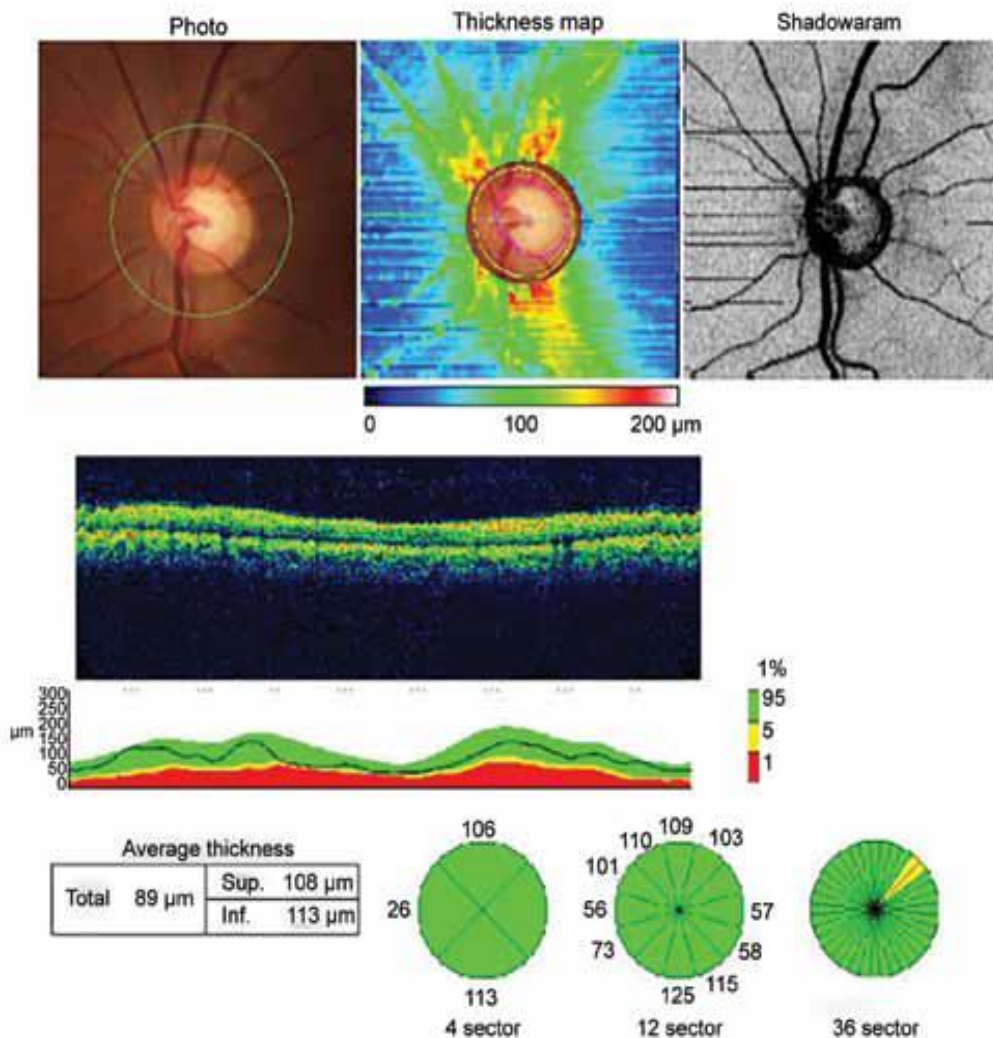 Photo Thickness map Shadowaram
0 100 200 µm
1%
300
250
200
µm 150
100
50
0
95
5
1
Average thickness
Total 89 µm
Sup. 108 µm
Inf. 113 µm
106
26
113
4 sector
109
110 103
101
56 57
73 58
115
125
12 sector
36 sector